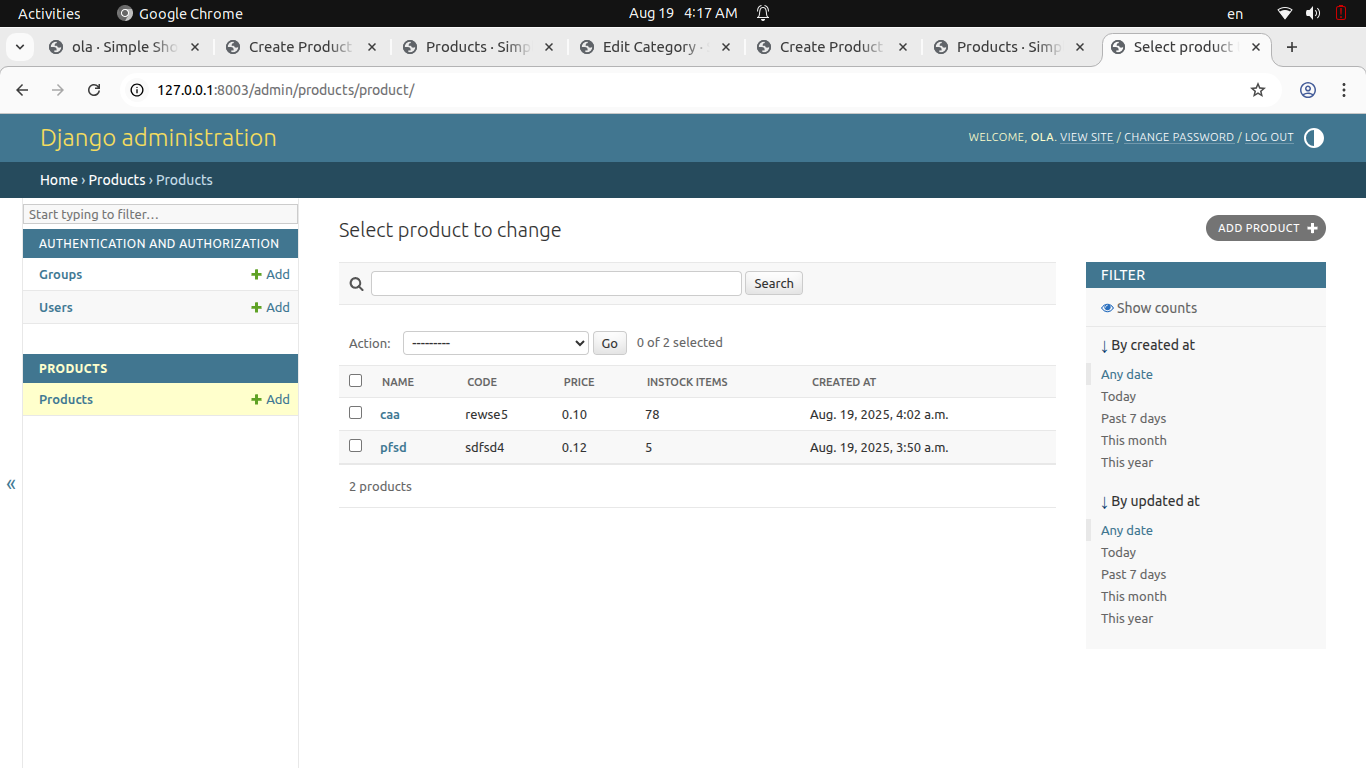 Activities Google Chrome Aug 19 4:17 AM en
ola · Simple Sho Create Product Products · Simp Edit Category · Create Product Products · Simp Select product
127.0.0.1:8003/admin/products/product/
Django administration
WELCOME, OLA. VIEW SITE / CHANGE PASSWORD / LOG OUT
Home › Products › Products
Start typing to filter…
AUTHENTICATION AND AUTHORIZATION
Groups + Add
Users + Add
PRODUCTS
Products + Add
«
Select product to change
ADD PRODUCT +
Search
Action: --------- Go 0 of 2 selected
NAME CODE PRICE INSTOCK ITEMS CREATED AT
caa rewse5 0.10 78 Aug. 19, 2025, 4:02 a.m.
pfsd sdfsd4 0.12 5 Aug. 19, 2025, 3:50 a.m.
2 products
FILTER
Show counts
↓ By created at
Any date
Today
Past 7 days
This month
This year
↓ By updated at
Any date
Today
Past 7 days
This month
This year